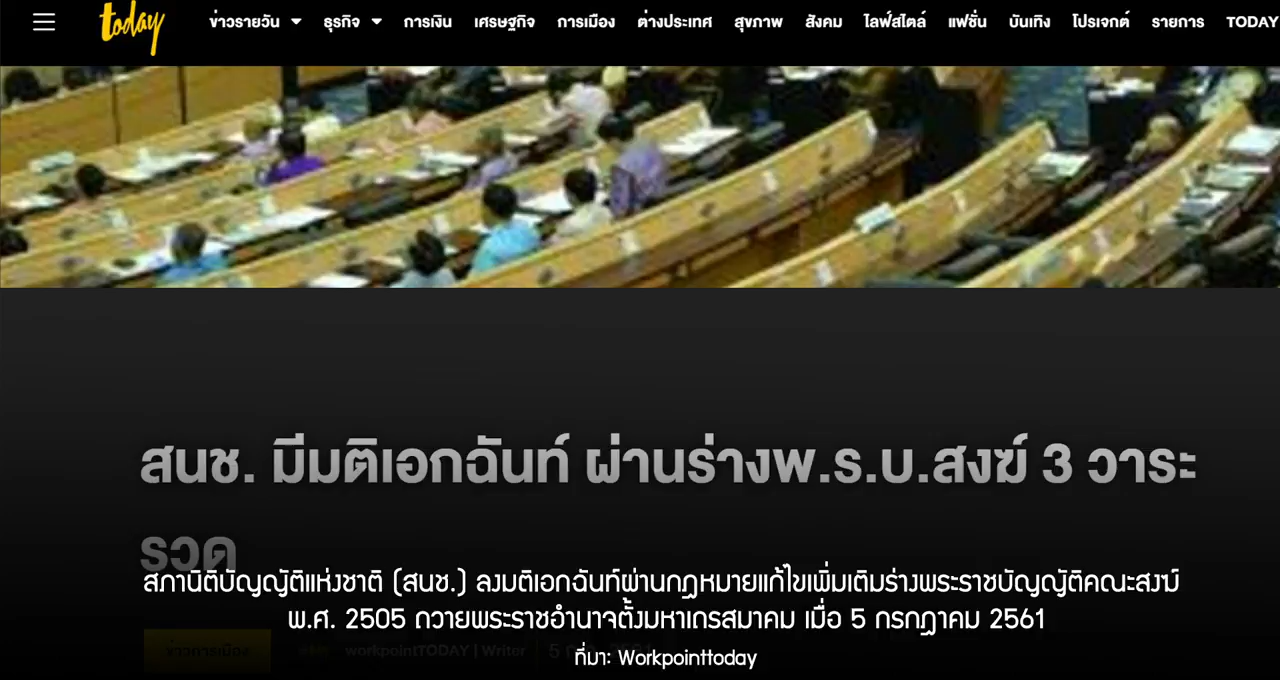 today
ข่าวรายวัน ธุรกิจ การเงิน เศรษฐกิจ การเมือง ต่างประเทศ สุขภาพ สังคม ไลฟ์สไตล์ แฟชั่น บันเทิง โปรเจกต์ รายการ TODAY
สนช. มีมติเอกฉันท์ ผ่านร่างพ.ร.บ.สงฆ์ 3 วาระ
รวด
สภานิติบัญญัติแห่งชาติ (สนช.) ลงมติเอกฉันท์ผ่านกฎหมายแก้ไขเพิ่มเติมร่างพระราชบัญญัติคณะสงฆ์
พ.ศ. 2505 ถวายพระราชอำนาจตั้งมหาเถรสมาคม เมื่อ 5 กรกฎาคม 2561
ข่าวการเมือง workpointTODAY | Writer 5
ที่มา: Workpointtoday